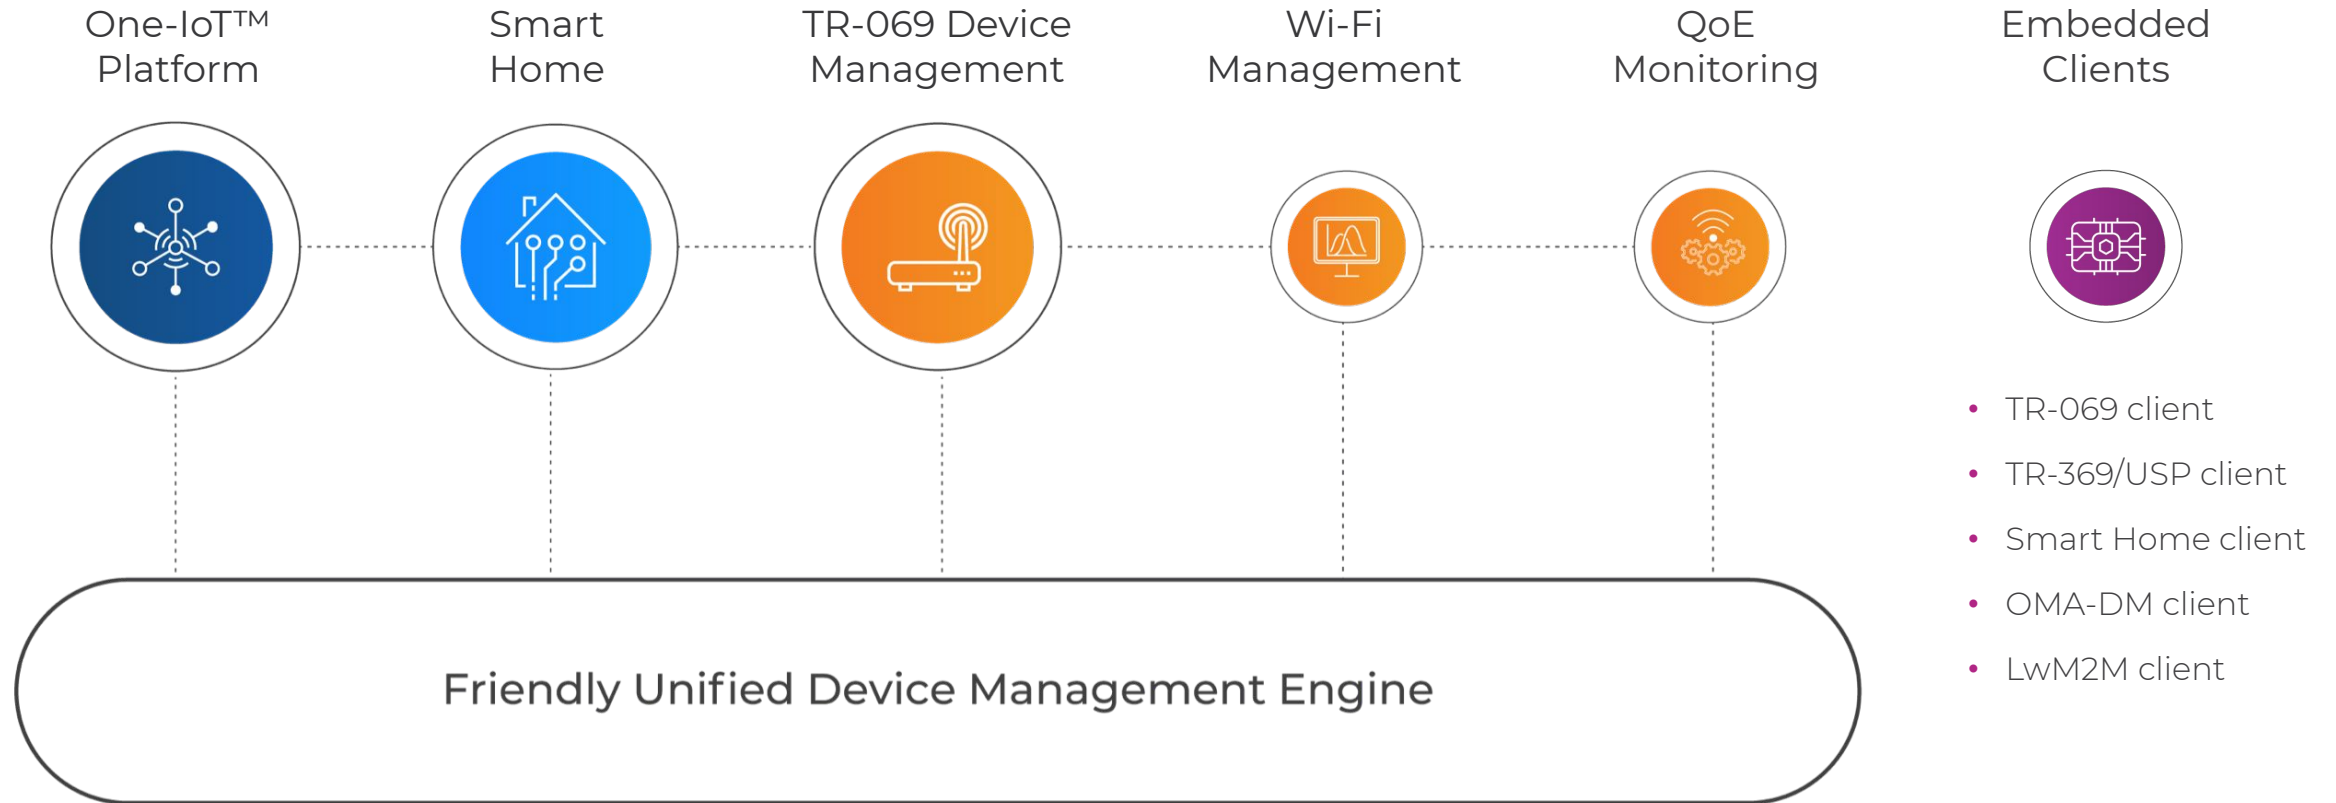 One-IoT™
Platform
Smart
Home
TR-069 Device
Management
Wi-Fi
Management
QoE
Monitoring
Embedded
Clients
• TR-069 client
• TR-369/USP client
• Smart Home client
• OMA-DM client
• LwM2M client
Friendly Unified Device Management Engine